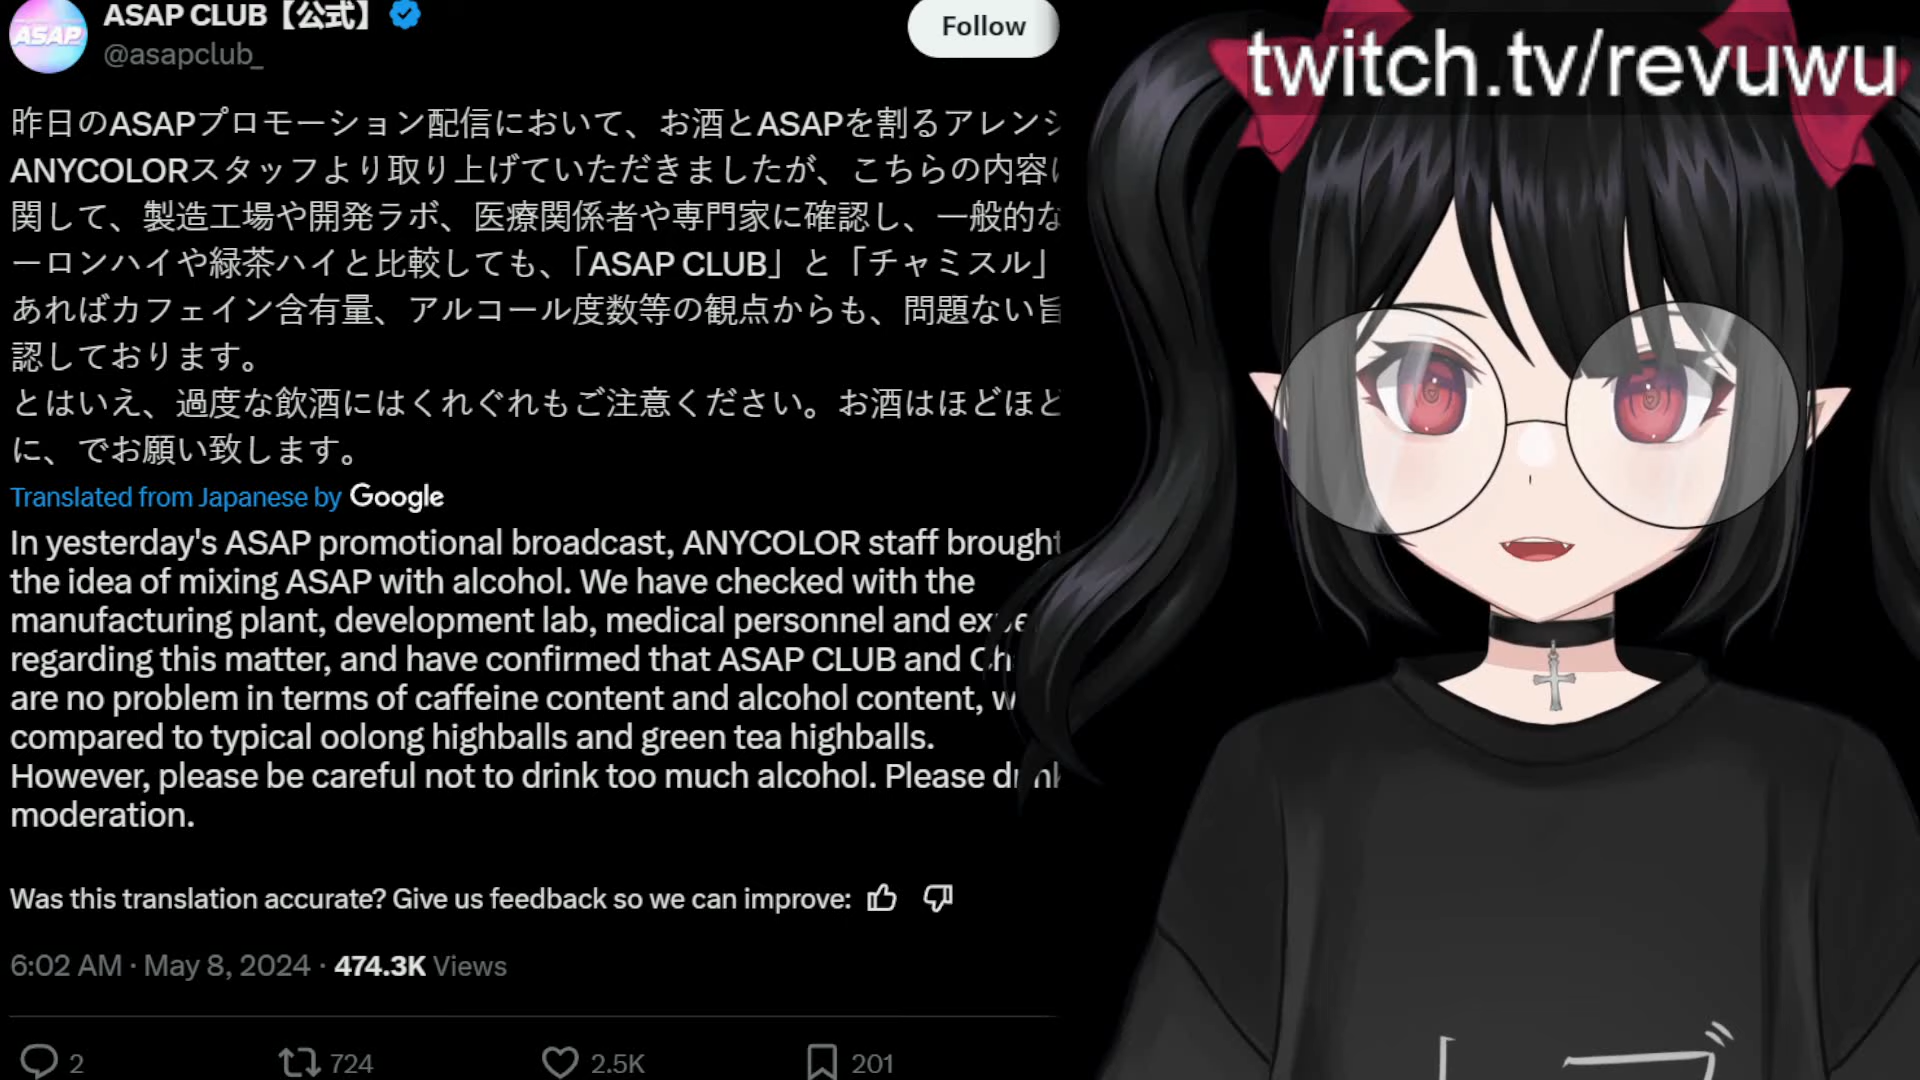 ASAP CLUB【公式】
@asapclub_
Follow
twitch.tv/revuwu
ASAP
昨日のASAPプロモーション配信において、お酒とASAPを割るアレンジ
ANYCOLORスタッフより取り上げていただきましたが、こちらの内容に
関して、製造工場や開発ラボ、医療関係者や専門家に確認し、一般的な
ーロンハイや緑茶ハイと比較しても、「ASAP CLUB」と「チャミスル」
あればカフェイン含有量、アルコール度数等の観点からも、問題ない旨
認しております。
とはいえ、過度な飲酒にはくれぐれもご注意ください。お酒はほどほど
に、でお願い致します。
Translated from Japanese by Google
In yesterday's ASAP promotional broadcast, ANYCOLOR staff brought
the idea of mixing ASAP with alcohol. We have checked with the
manufacturing plant, development lab, medical personnel and
regarding this matter, and have confirmed that ASAP CLUB and
are no problem in terms of caffeine content and alcohol content,
compared to typical oolong highballs and green tea highballs.
However, please be careful not to drink too much alcohol. Please drink
moderation.
Was this translation accurate? Give us feedback so we can improve:
6:02 AM · May 8, 2024 · 474.3K Views
2
724
2.5K
201